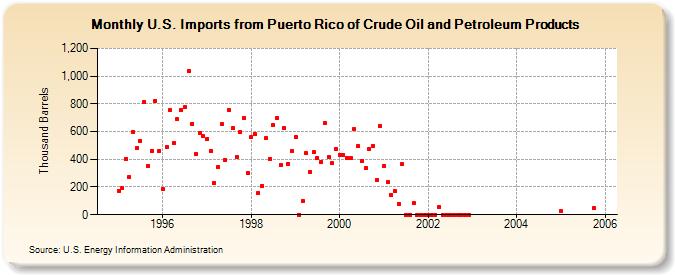 Monthly U.S. Imports from Puerto Rico of Crude Oil and Petroleum Products
Thousand Barrels
1,200
1,000
800
600
400
200
0
1996 1998 2000 2002 2004 2006
Source: U.S. Energy Information Administration